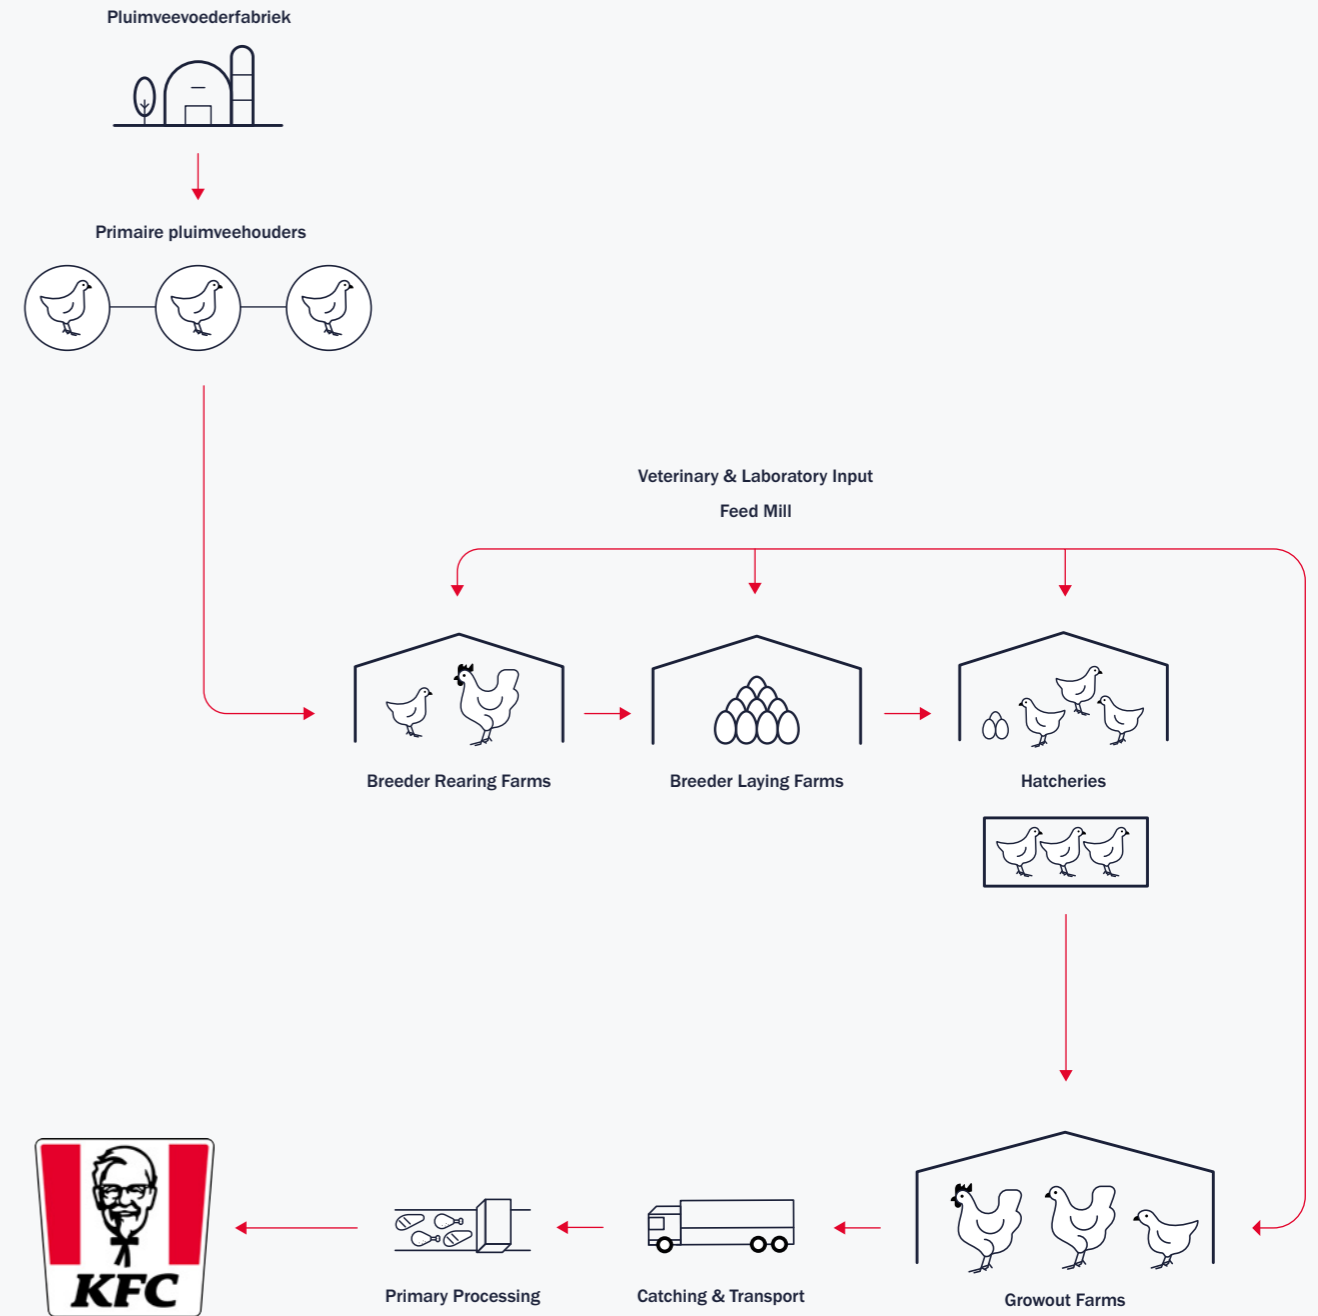 Pluimveevoederfabriek
Primaire pluimveehouders
Veterinary & Laboratory Input
Feed Mill
Breeder Rearing Farms
Breeder Laying Farms
Hatcheries
Growout Farms
Catching & Transport
Primary Processing
KFC